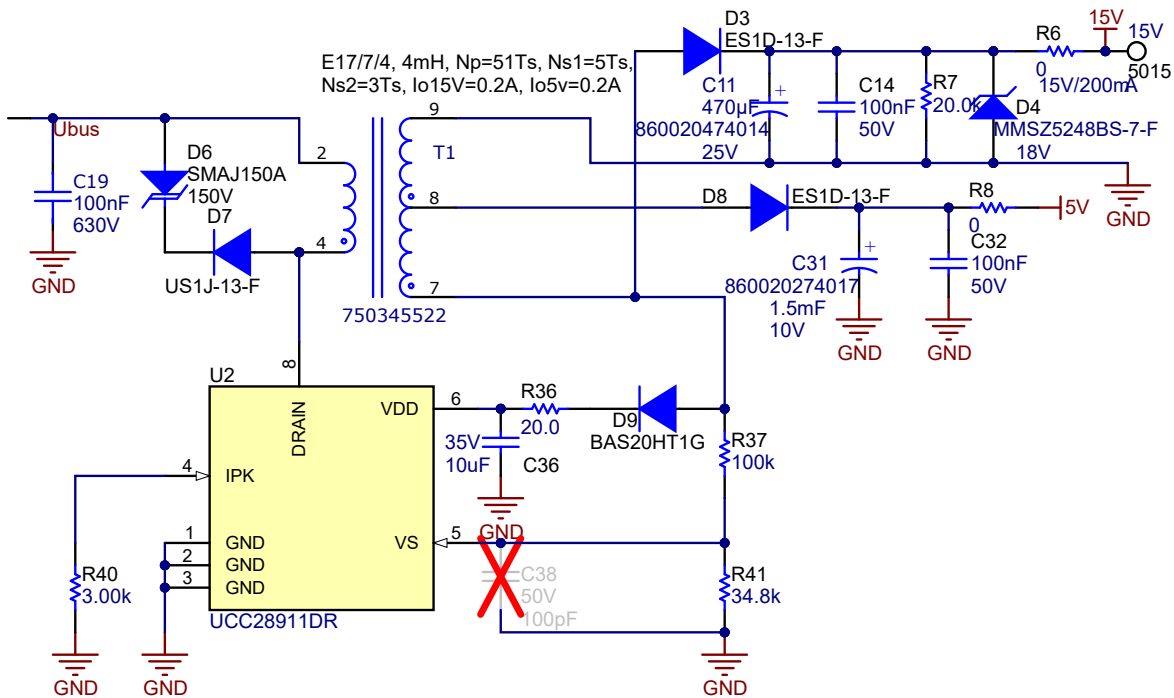 D3
ES1D-13-F
15V
15V
R6
0
5015
15V/200mA
E17/7/4, 4mH, Np=51Ts, Ns1=5Ts,
Ns2=3Ts, Io15V=0.2A, Io5v=0.2A
C11
470µF
860020474014
25V
C14
100nF
50V
R7
20.0k
D4
MMSZ5248BS-7-F
18V
GND
Ubus
9
T1
2
D6
SMAJ150A
150V
C19
100nF
630V
GND
D7
US1J-13-F
4
8
D8
ES1D-13-F
R8
0
5V
C31
860020274017
1.5mF
10V
GND
C32
100nF
50V
GND
7
750345522
8
U2
DRAIN
VDD
6
R36
20.0
D9
BAS20HT1G
R37
100k
35V
10uF
C36
GND
4
IPK
1
GND
2
GND
3
GND
VS
5
C38
50V
100pF
R41
34.8k
R40
3.00k
UCC28911DR
GND
GND
GND